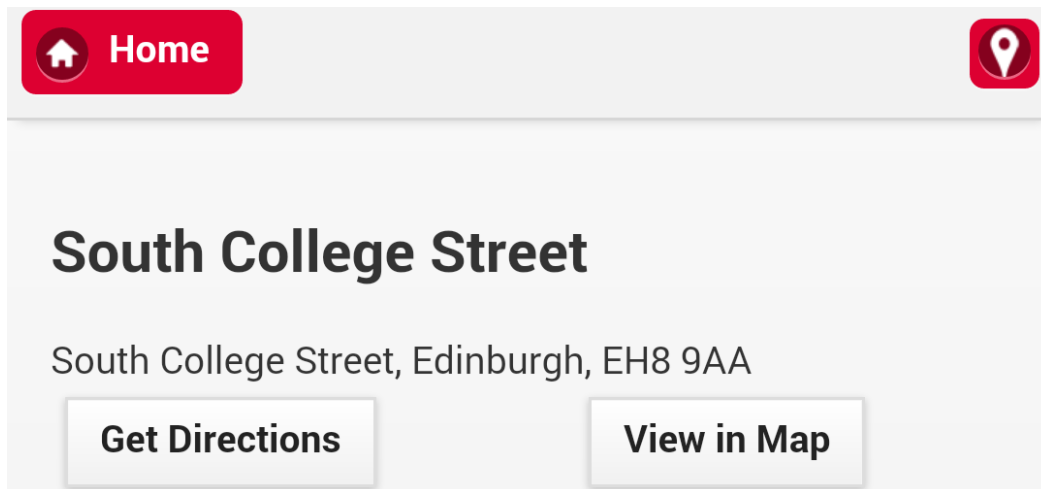 Home
South College Street
South College Street, Edinburgh, EH8 9AA
Get Directions
View in Map